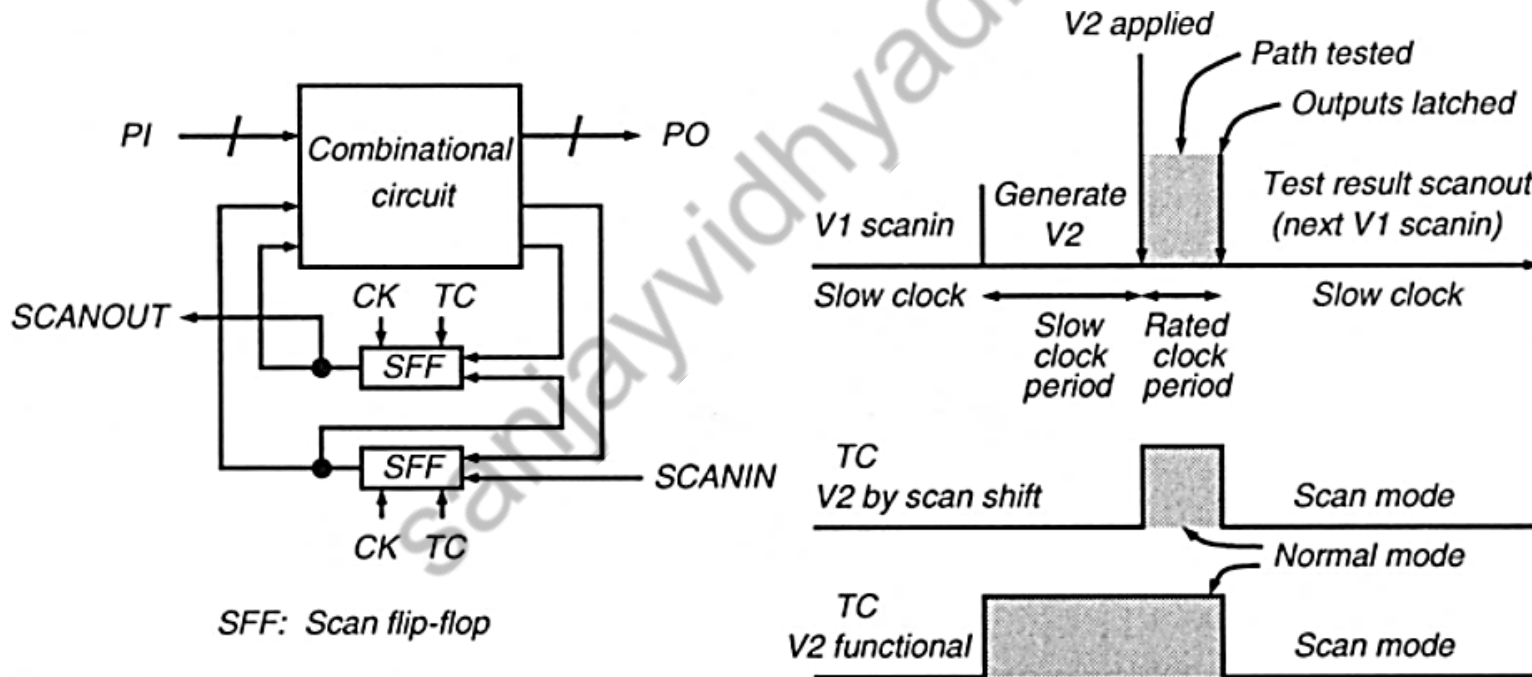 PI
Combinational
circuit
PO
SCANOUT
CK TC
SFF
SFF
SCANIN
CK TC
SFF: Scan flip-flop
V2 applied
Path tested
Outputs latched
V1 scanin
Generate
V2
Test result scanout
(next V1 scanin)
Slow clock
Slow
clock
period
Rated
clock
period
Slow clock
TC
V2 by scan shift
Scan mode
Normal mode
TC
V2 functional
Scan mode